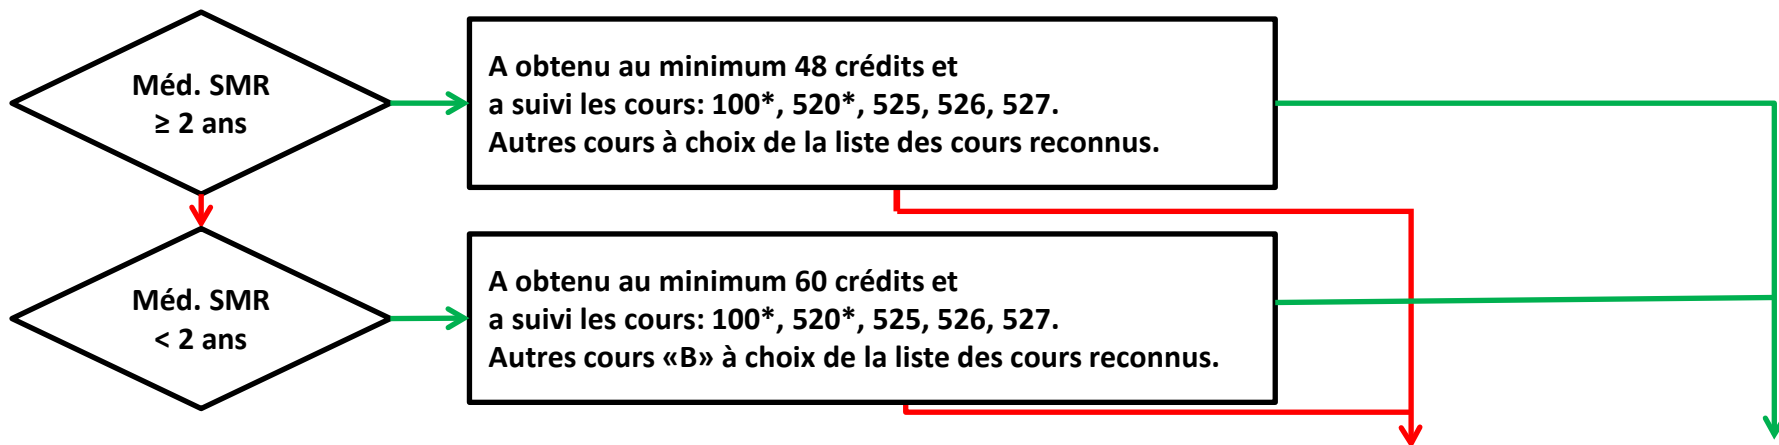 Méd. SMR
≥ 2 ans
A obtenu au minimum 48 crédits et
a suivi les cours: 100*, 520*, 525, 526, 527.
Autres cours à choix de la liste des cours reconnus.
Méd. SMR
< 2 ans
A obtenu au minimum 60 crédits et
a suivi les cours: 100*, 520*, 525, 526, 527.
Autres cours «B» à choix de la liste des cours reconnus.